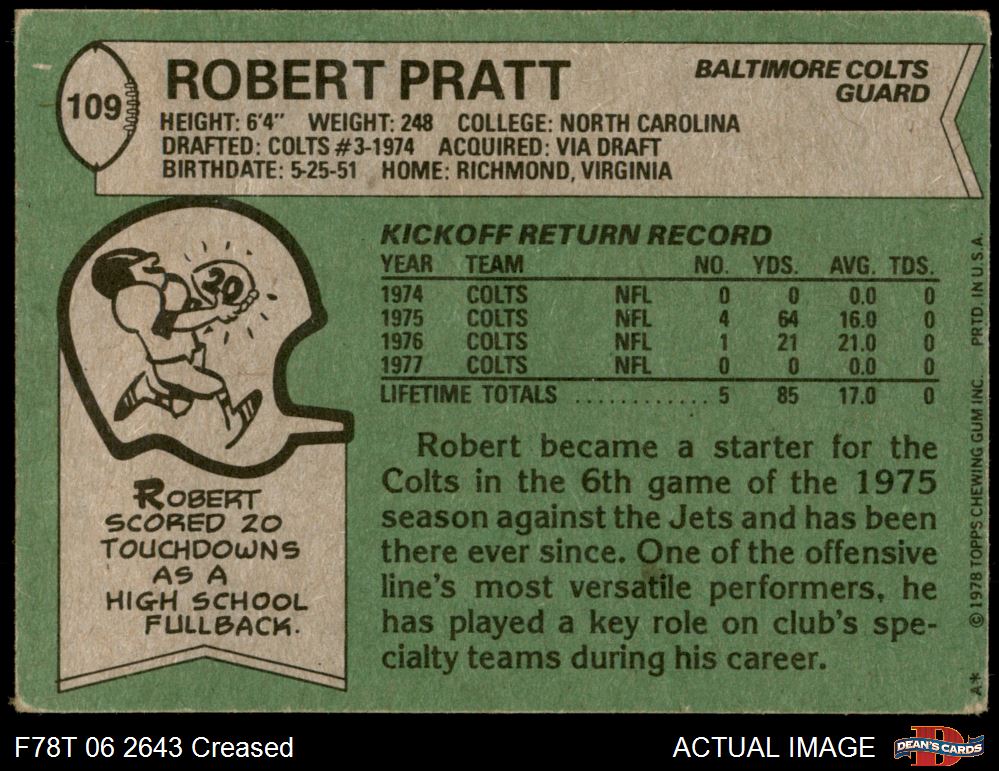 109
ROBERT PRATT
BALTIMORE COLTS
GUARD
HEIGHT: 6'4" WEIGHT: 248 COLLEGE: NORTH CAROLINA
DRAFTED: COLTS #3-1974 ACQUIRED: VIA DRAFT
BIRTHDATE: 5-25-51 HOME: RICHMOND, VIRGINIA
20
ROBERT
SCORED 20
TOUCHDOWNS
AS A
HIGH SCHOOL
FULLBACK.
KICKOFF RETURN RECORD
YEAR TEAM NO. YDS. AVG. TDS.
1974 COLTS NFL 0 0 0.0 0
1975 COLTS NFL 4 64 16.0 0
1976 COLTS NFL 1 21 21.0 0
1977 COLTS NFL 0 0 0.0 0
LIFETIME TOTALS ............ 5 85 17.0 0
Robert became a starter for the
Colts in the 6th game of the 1975
season against the Jets and has been
there ever since. One of the offensive
line's most versatile performers, he
has played a key role on club's spe-
cialty teams during his career.
A* © 1978 TOPPS CHEWING GUM INC. PRTD. IN U.S.A.
F78T 06 2643 Creased
ACTUAL IMAGE
D
DEAN'S CARDS